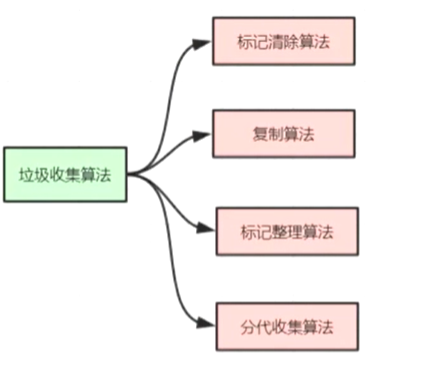 标记清除算法
复制算法
垃圾收集算法
标记整理算法
分代收集算法